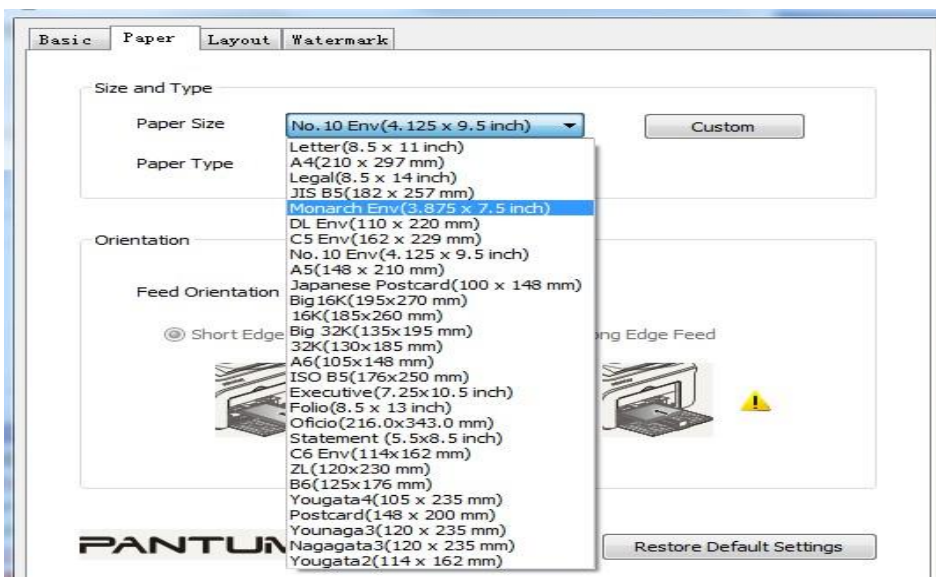 Basic Paper Layout Watermark
Size and Type
Paper Size No.10 Env(4.125 x 9.5 inch) Custom
Paper Type
Letter(8.5 x 11 inch)
A4(210 x 297 mm)
Legal(8.5 x 14 inch)
JIS B5(182 x 257 mm)
Monarch Env(3.875 x 7.5 inch)
DL Env(110 x 220 mm)
C5 Env(162 x 229 mm)
No.10 Env(4.125 x 9.5 inch)
A5(148 x 210 mm)
Japanese Postcard(100 x 148 mm)
Big16K(195x270 mm)
16K(185x260 mm)
Big 32K(135x195 mm)
32K(130x185 mm)
A6(105x148 mm)
ISO B5(176x250 mm)
Executive(7.25x10.5 inch)
Folio(8.5 x 13 inch)
Oficio(216.0x343.0 mm)
Statement (5.5x8.5 inch)
C6 Env(114x162 mm)
ZL(120x230 mm)
B6(125x176 mm)
Yougata4(105 x 235 mm)
Postcard(148 x 200 mm)
Younaga3(120 x 235 mm)
Nagagata3(120 x 235 mm)
Yougata2(114 x 162 mm)
Orientation
Feed Orientation
Short Edge
Edge Feed
PANTUM
Restore Default Settings